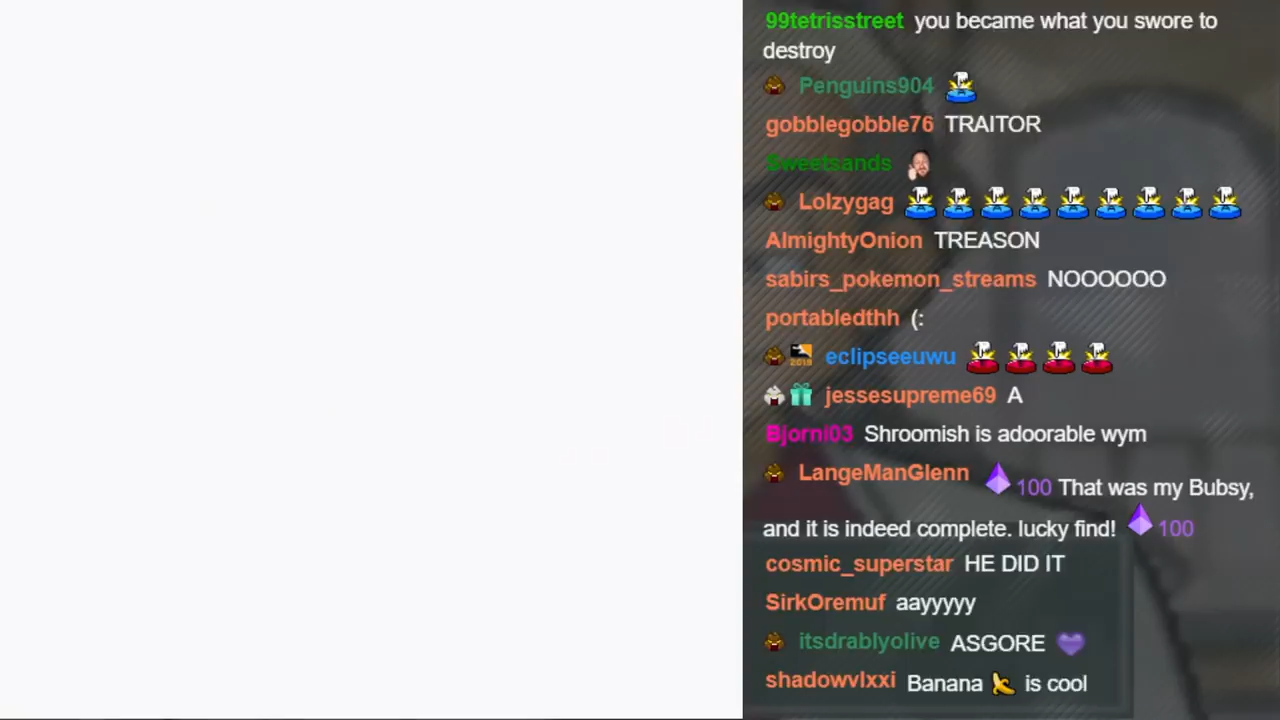 99tetrisstreet you became what you swore to
destroy
Penguins904
gobblegobble76 TRAITOR
Sweetsands
Lolzygag
AlmightyOnion TREASON
sabirs_pokemon_streams NOOOOOO
portabledthh (:
2019 eclipseeuwu
jessesupreme69 A
Bjorni03 Shroomish is adoorable wym
LangeManGlenn 100 That was my Bubsy,
and it is indeed complete. lucky find! 100
cosmic_superstar HE DID IT
SirkOremuf aayyyyy
itsdrablyolive ASGORE 💜
shadowvlxxi Banana 🍌 is cool